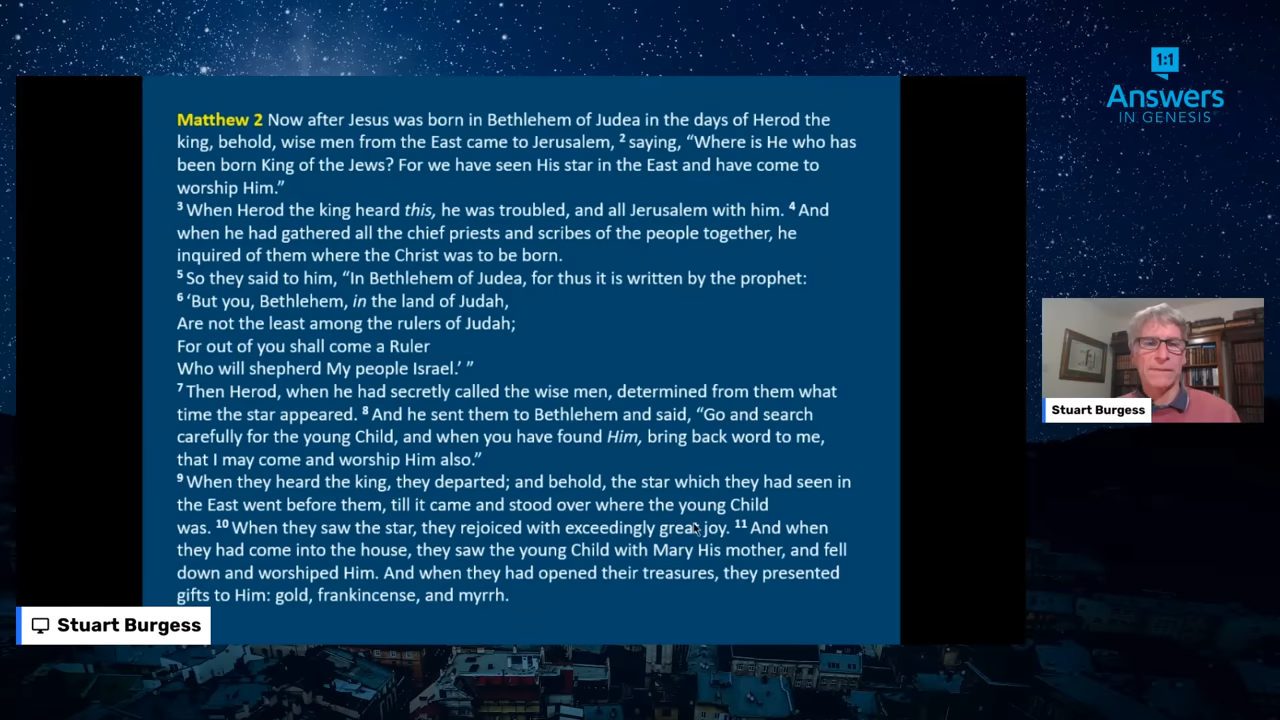 Matthew 2 Now after Jesus was born in Bethlehem of Judea in the days of Herod the
king, behold, wise men from the East came to Jerusalem, 2 saying, “Where is He who has
been born King of the Jews? For we have seen His star in the East and have come to
worship Him.”
3 When Herod the king heard this, he was troubled, and all Jerusalem with him. 4 And
when he had gathered all the chief priests and scribes of the people together, he
inquired of them where the Christ was to be born.
5 So they said to him, “In Bethlehem of Judea, for thus it is written by the prophet:
6 ‘But you, Bethlehem, in the land of Judah,
Are not the least among the rulers of Judah;
For out of you shall come a Ruler
Who will shepherd My people Israel.’ ”
7 Then Herod, when he had secretly called the wise men, determined from them what
time the star appeared. 8 And he sent them to Bethlehem and said, “Go and search
carefully for the young Child, and when you have found Him, bring back word to me,
that I may come and worship Him also.”
9 When they heard the king, they departed; and behold, the star which they had seen in
the East went before them, till it came and stood over where the young Child
was. 10 When they saw the star, they rejoiced with exceedingly great joy. 11 And when
they had come into the house, they saw the young Child with Mary His mother, and fell
down and worshiped Him. And when they had opened their treasures, they presented
gifts to Him: gold, frankincense, and myrrh.
Stuart Burgess
1:1
Answers
IN GENESIS
Stuart Burgess